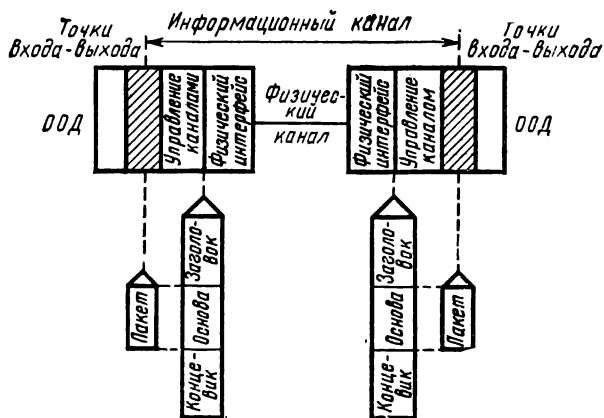 Точки
входа-выхода
Информационный канал
Точки
входа-выхода
ООД
Управление
каналами
Физический
интерфейс
Физичес-
кий
канал
Физический
интерфейс
Управление
каналом
ООД
Заголо-
вок
Основа
Конце-
вик
Пакет
Заголо-
вок
Основа
Конце-
вик
Пакет